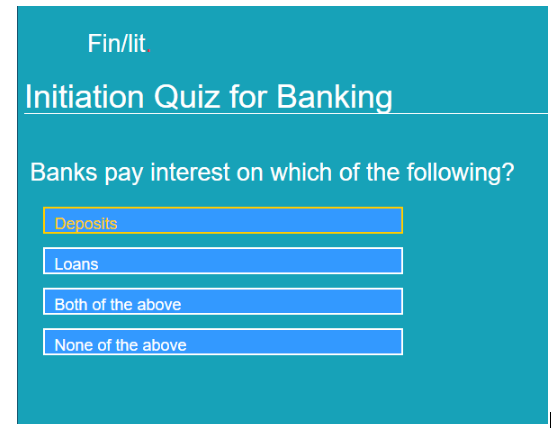 Fin/lit.
Initiation Quiz for Banking
Banks pay interest on which of the following?
Deposits
Loans
Both of the above
None of the above